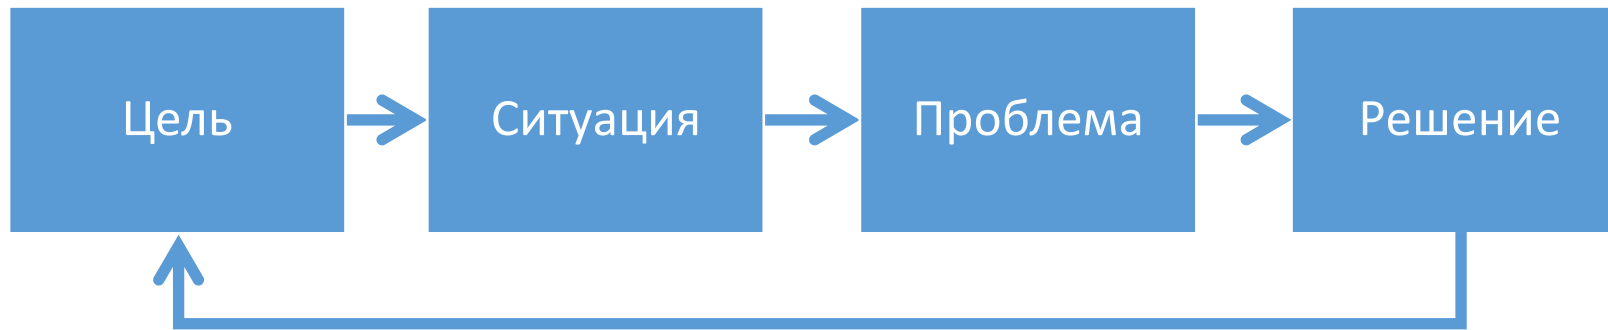 Цель
Ситуация
Проблема
Решение